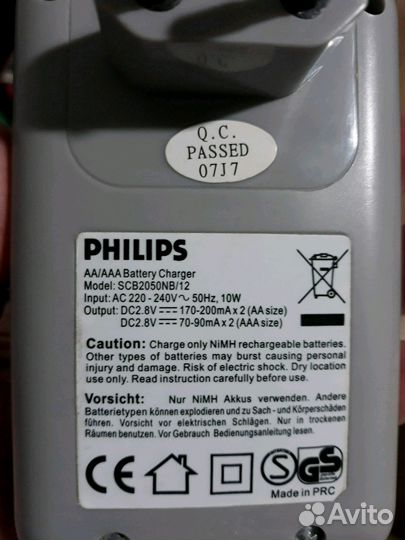 Q.C.
PASSED
07J7
PHILIPS
AA/AAA Battery Charger
Model: SCB2050NB/12
Input: AC 220 - 240V ~ 50Hz, 10W
Output: DC2.8V ⎓ 170-200mA x 2 (AA size)
DC2.8V ⎓ 70-90mA x 2 (AAA size)
Caution: Charge only NiMH rechargeable batteries.
Other types of batteries may burst causing personal
injury and damage. Risk of electric shock. Dry location
use only. Read instruction carefully before use.
Vorsicht: Nur NiMH Akkus verwenden. Andere
Batterietypen können explodieren und zu Sach - und Körperschäden
führen. Vorsicht vor elektrischem Schlag. Nur in trockenen
Räumen benutzen. Vor Gebrauch Bedienungsanleitung lesen.
CE S GS
Made in PRC
Avito